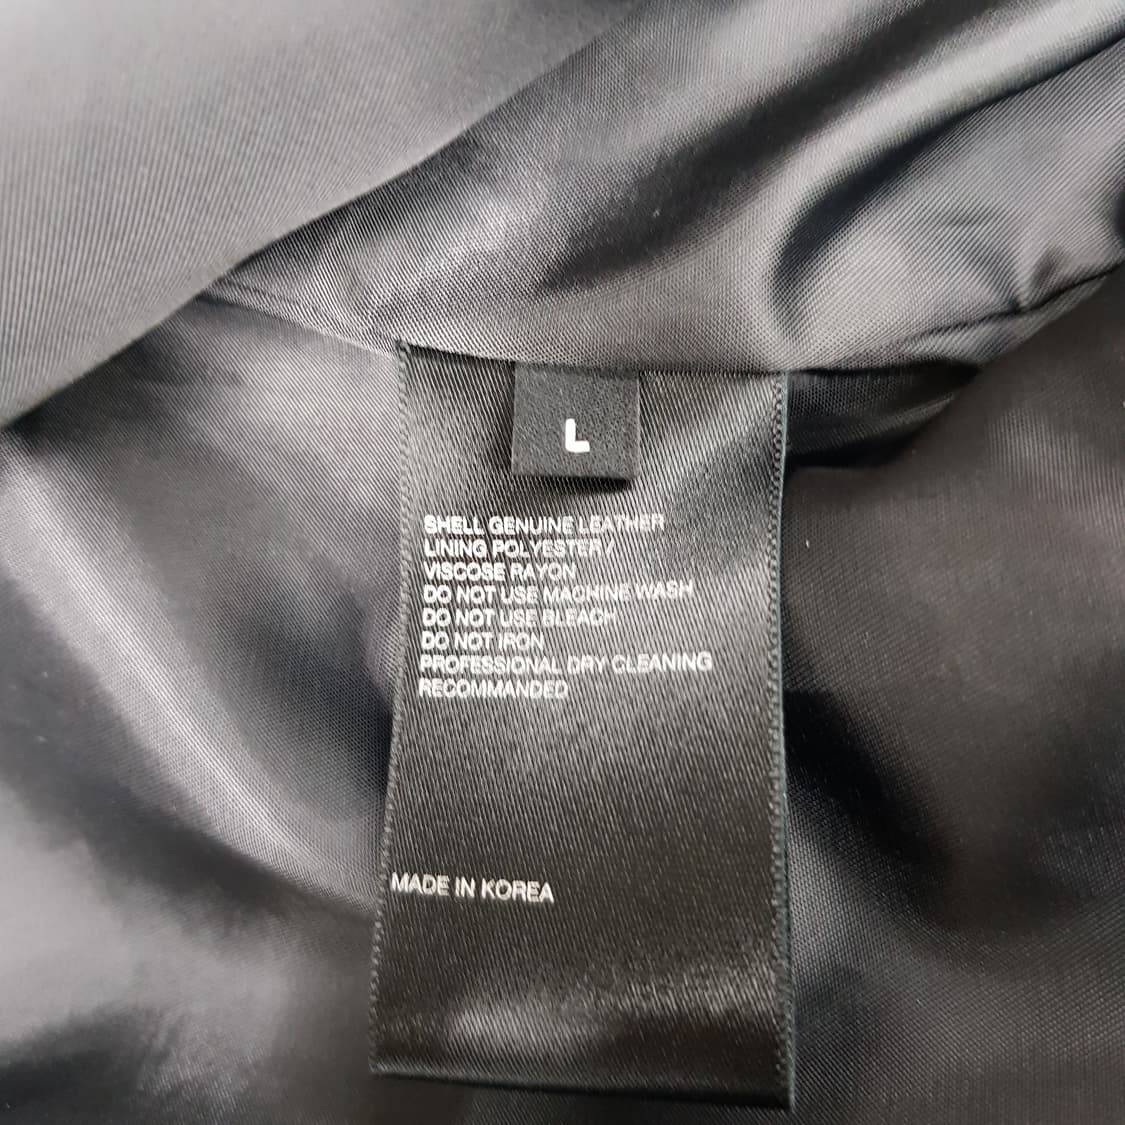 L
SHELL GENUINE LEATHER
LINING POLYESTER /
VISCOSE RAYON
DO NOT USE MACHINE WASH
DO NOT USE BLEACH
DO NOT IRON
PROFESSIONAL DRY CLEANING
RECOMMANDED
MADE IN KOREA